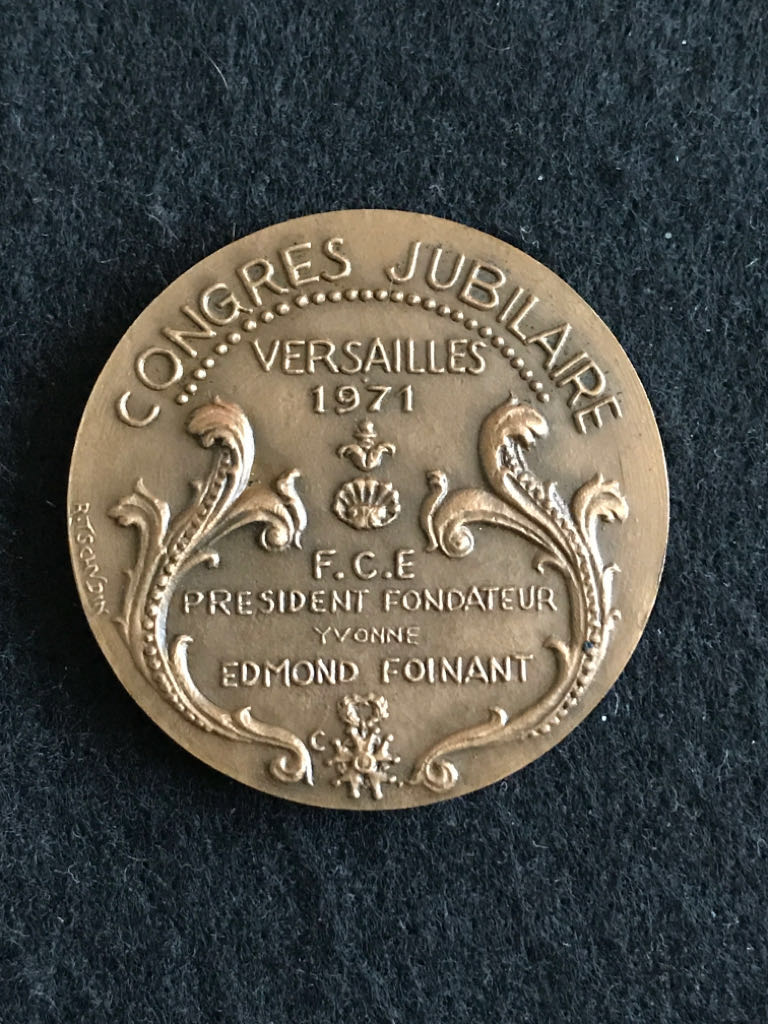 CONGRES JUBILAIRE
VERSAILLES
1971
F.C.E
PRESIDENT FONDATEUR
YVONNE
EDMOND FOINANT
C